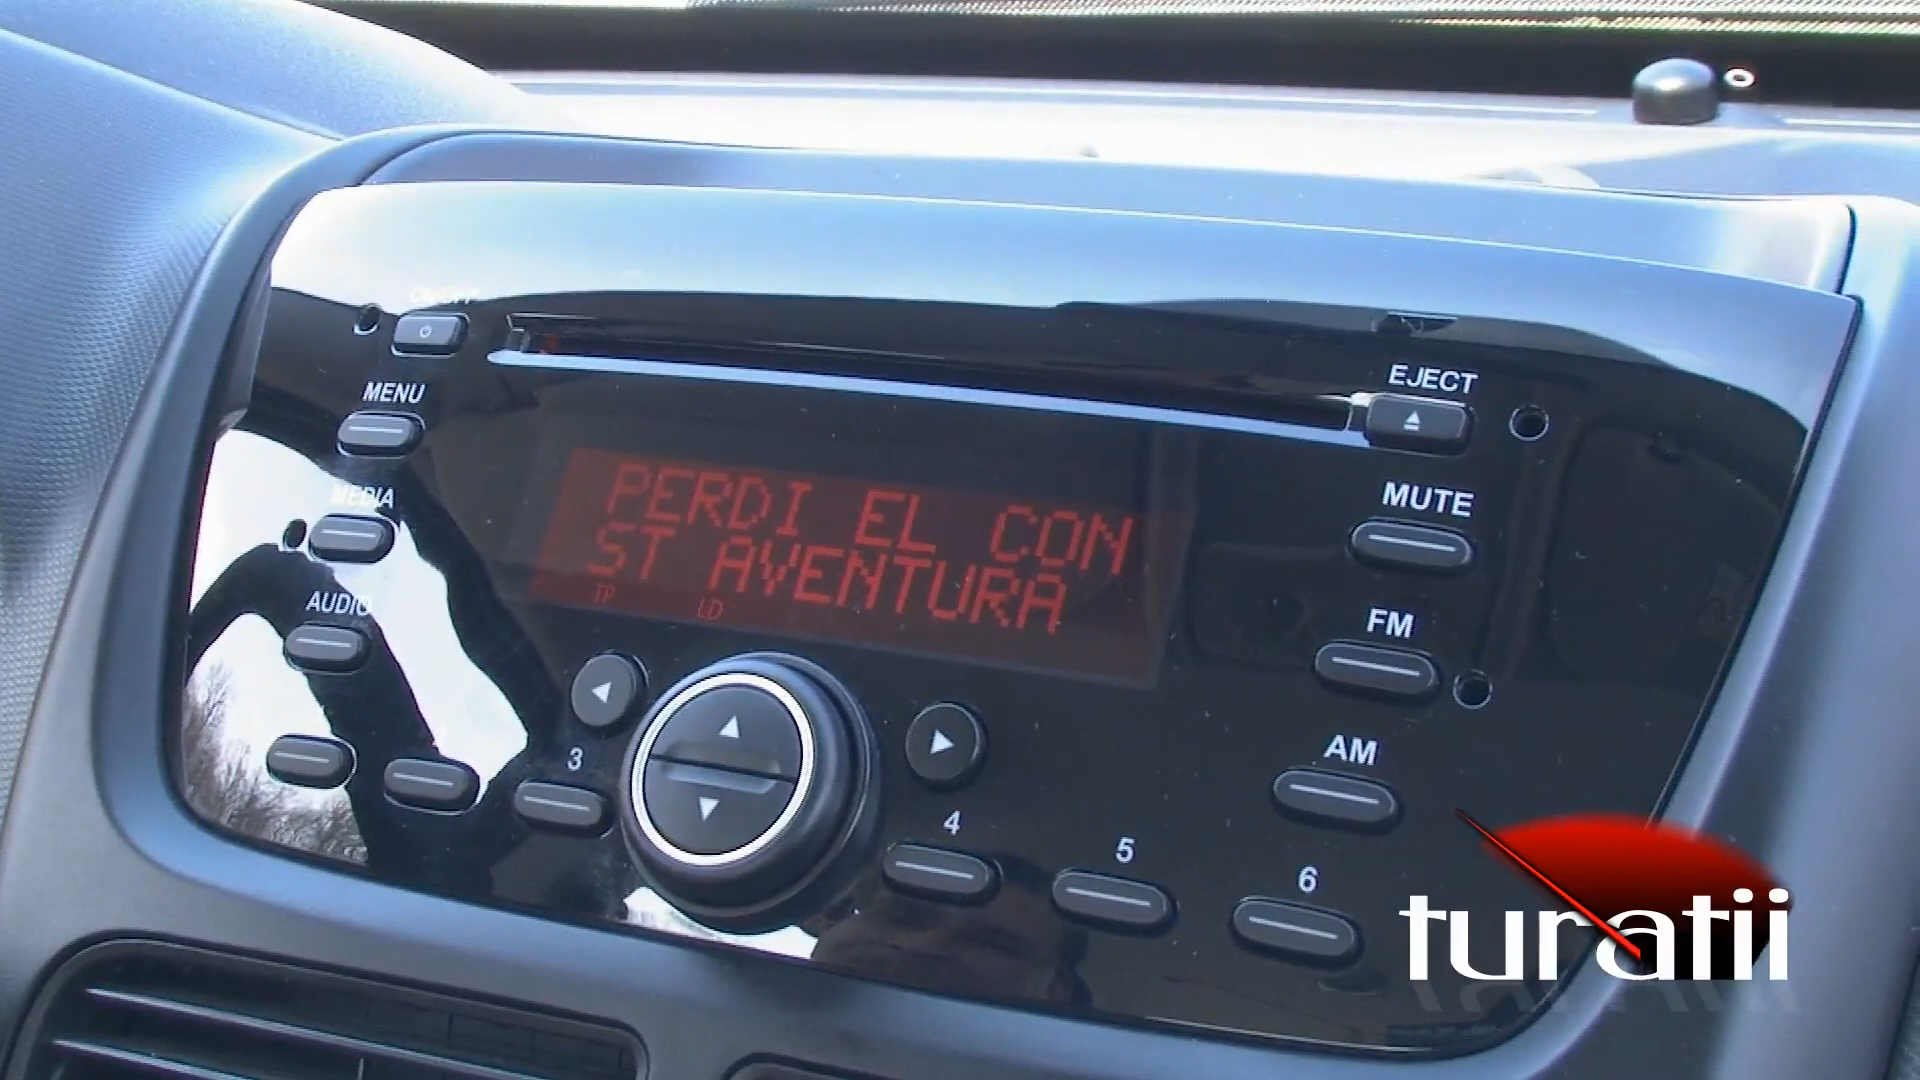 MENU
EJECT
MEDIA
MUTE
PERDI EL CON
ST AVENTURA
TP
LD
AUDIO
FM
AM
3
4
5
6
turatii